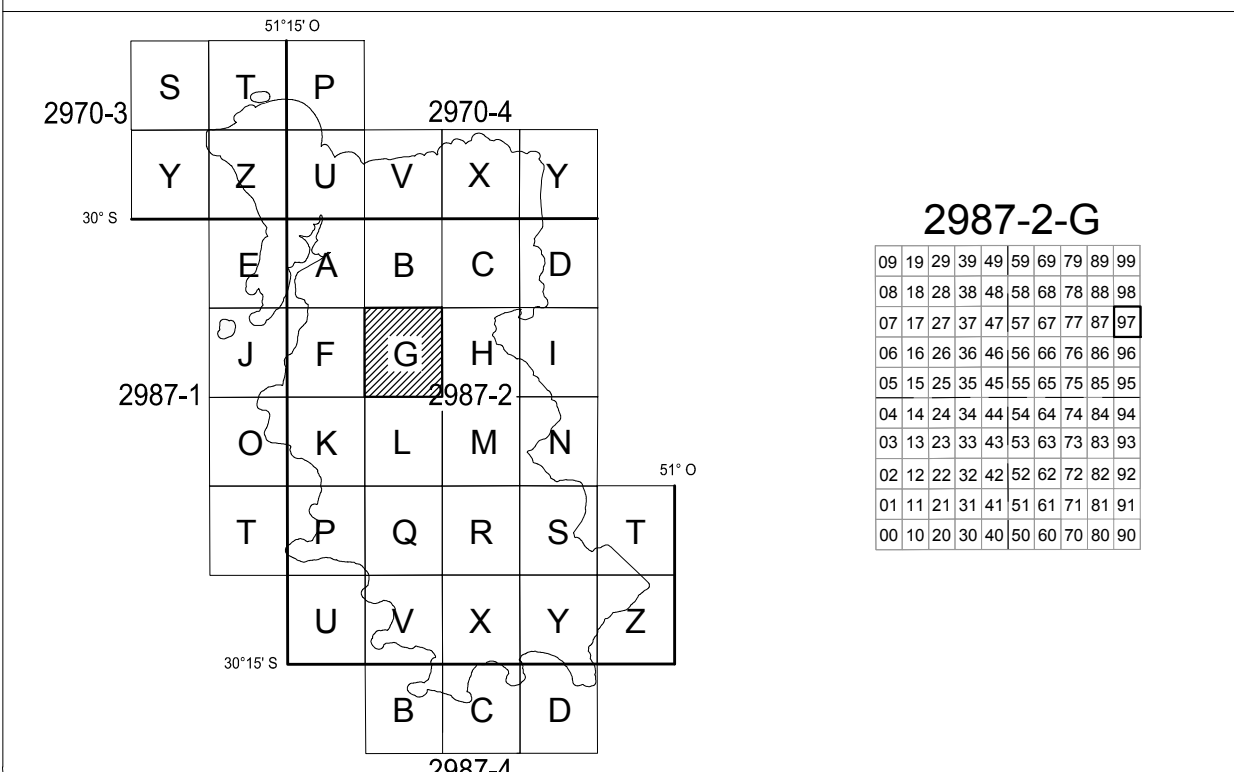 51°15' O
S T P
2970-3 2970-4
Y Z U V X Y
30° S
E A B C D
J F G H I
2987-1 2987-2
O K L M N
51° O
T P Q R S T
U V X Y Z
30°15' S
B C D
2987-4
2987-2-G
09 19 29 39 49 59 69 79 89 99
08 18 28 38 48 58 68 78 88 98
07 17 27 37 47 57 67 77 87 97
06 16 26 36 46 56 66 76 86 96
05 15 25 35 45 55 65 75 85 95
04 14 24 34 44 54 64 74 84 94
03 13 23 33 43 53 63 73 83 93
02 12 22 32 42 52 62 72 82 92
01 11 21 31 41 51 61 71 81 91
00 10 20 30 40 50 60 70 80 90